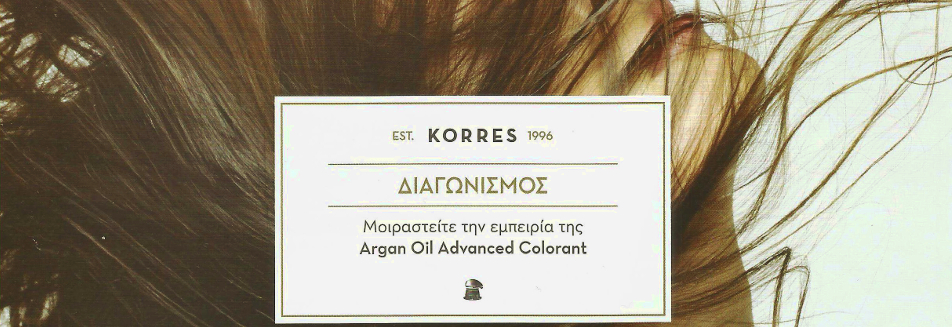 EST. KORRES 1996
ΔΙΑΓΩΝΙΣΜΟΣ
Μοιραστείτε την εμπειρία της
Argan Oil Advanced Colorant